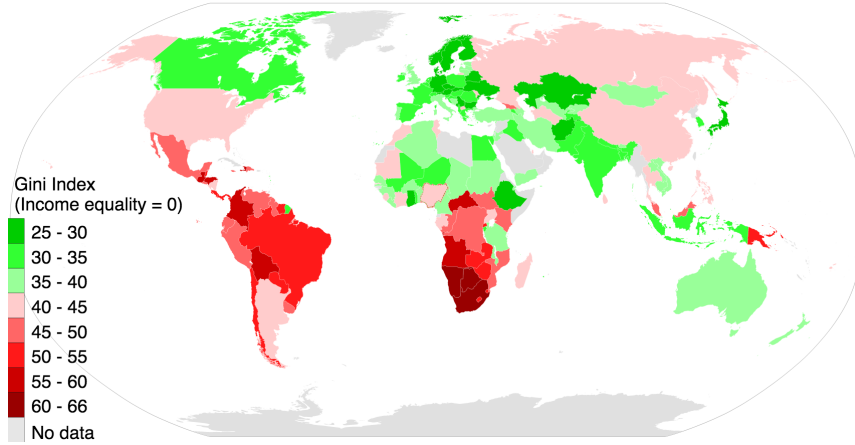 Gini Index
(Income equality = 0)
25 - 30
30 - 35
35 - 40
40 - 45
45 - 50
50 - 55
55 - 60
60 - 66
No data